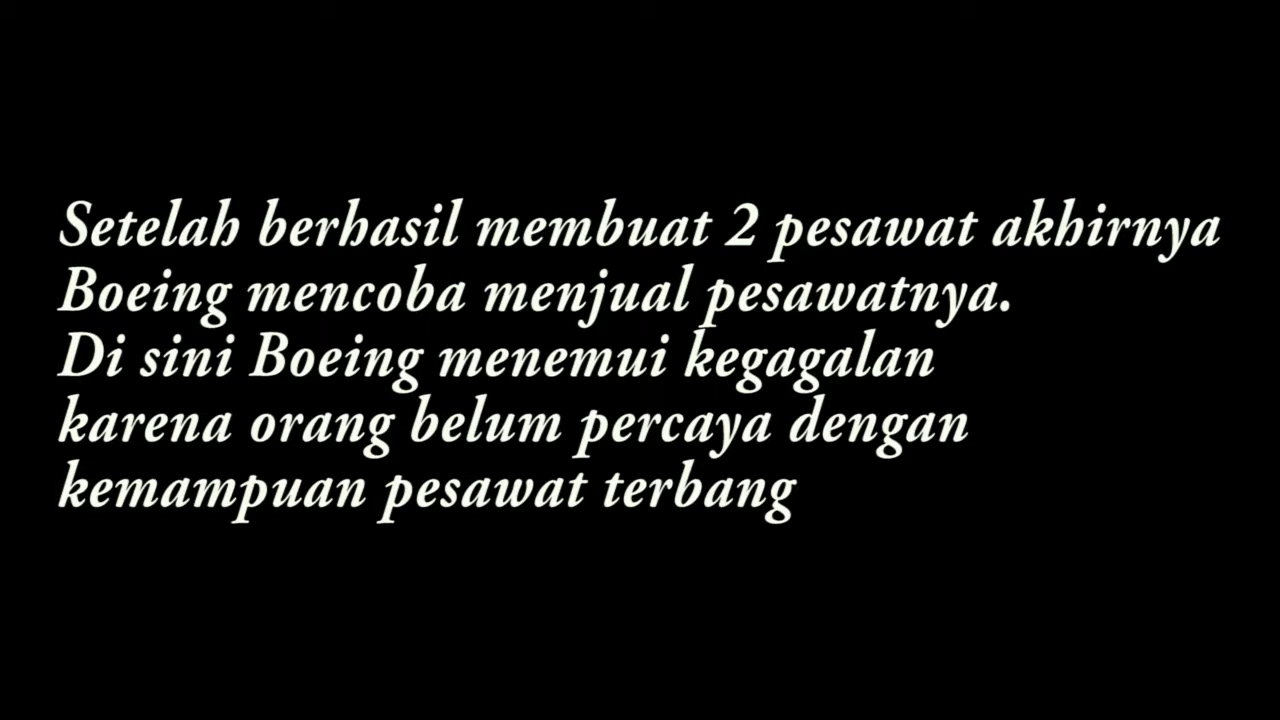 Setelah berhasil membuat 2 pesawat akhirnya
Boeing mencoba menjual pesawatnya.
Di sini Boeing menemui kegagalan
karena orang belum percaya dengan
kemampuan pesawat terbang